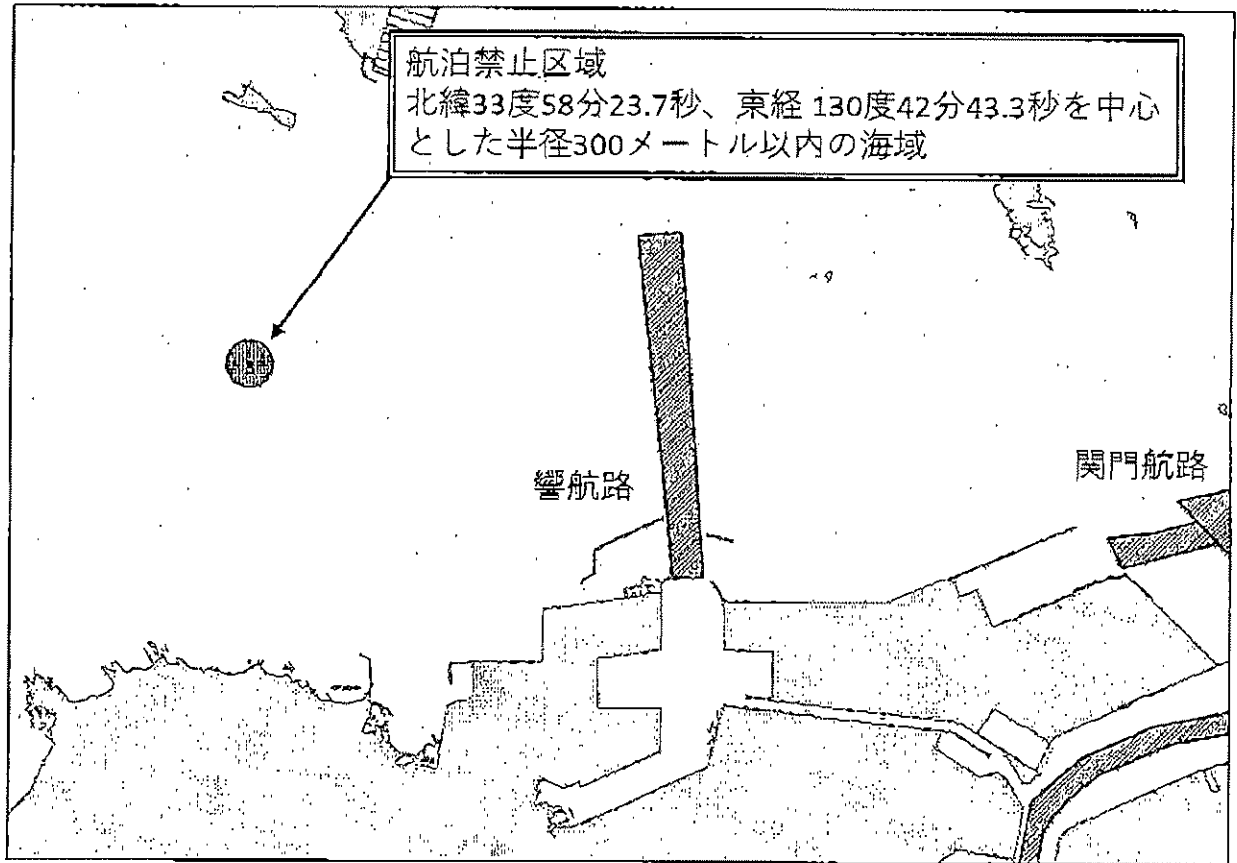 航泊禁止区域
北緯33度58分23.7秒、東経 130度42分43.3秒を中心
とした半径300メートル以内の海域
響航路
関門航路